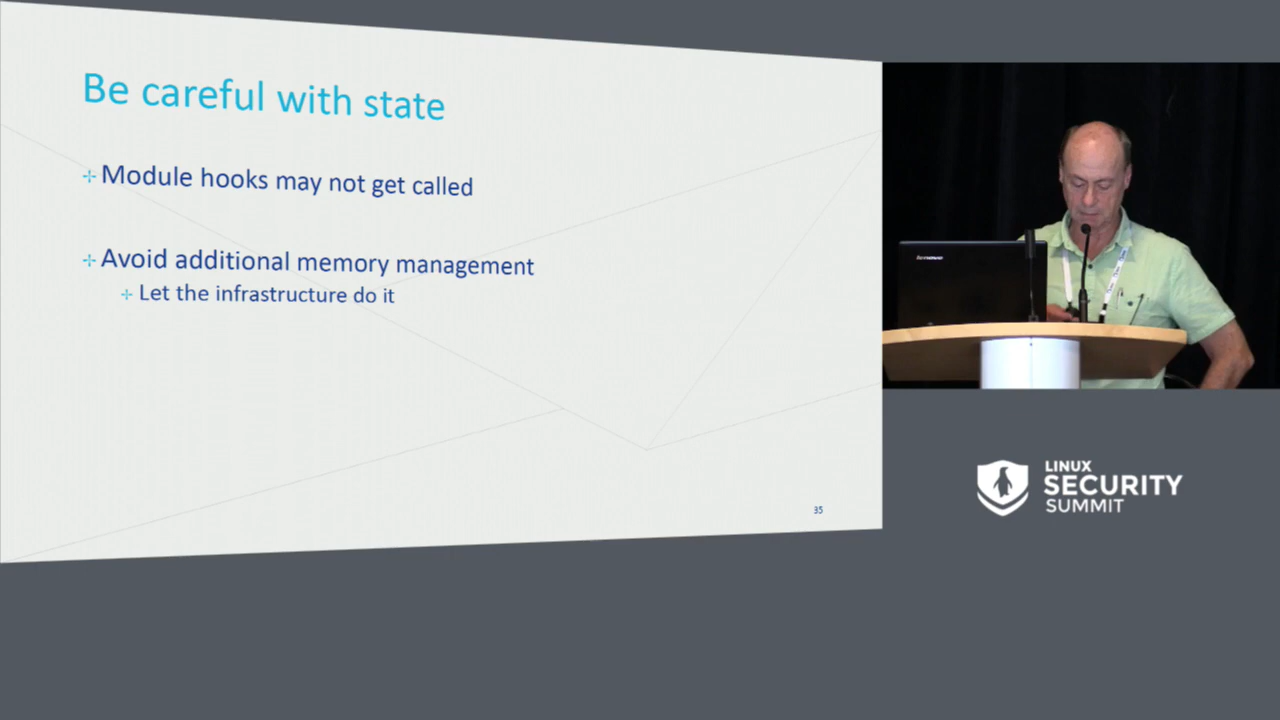 Be careful with state
Module hooks may not get called
Avoid additional memory management
Let the infrastructure do it
35
lenovo
LINUX
SECURITY
SUMMIT